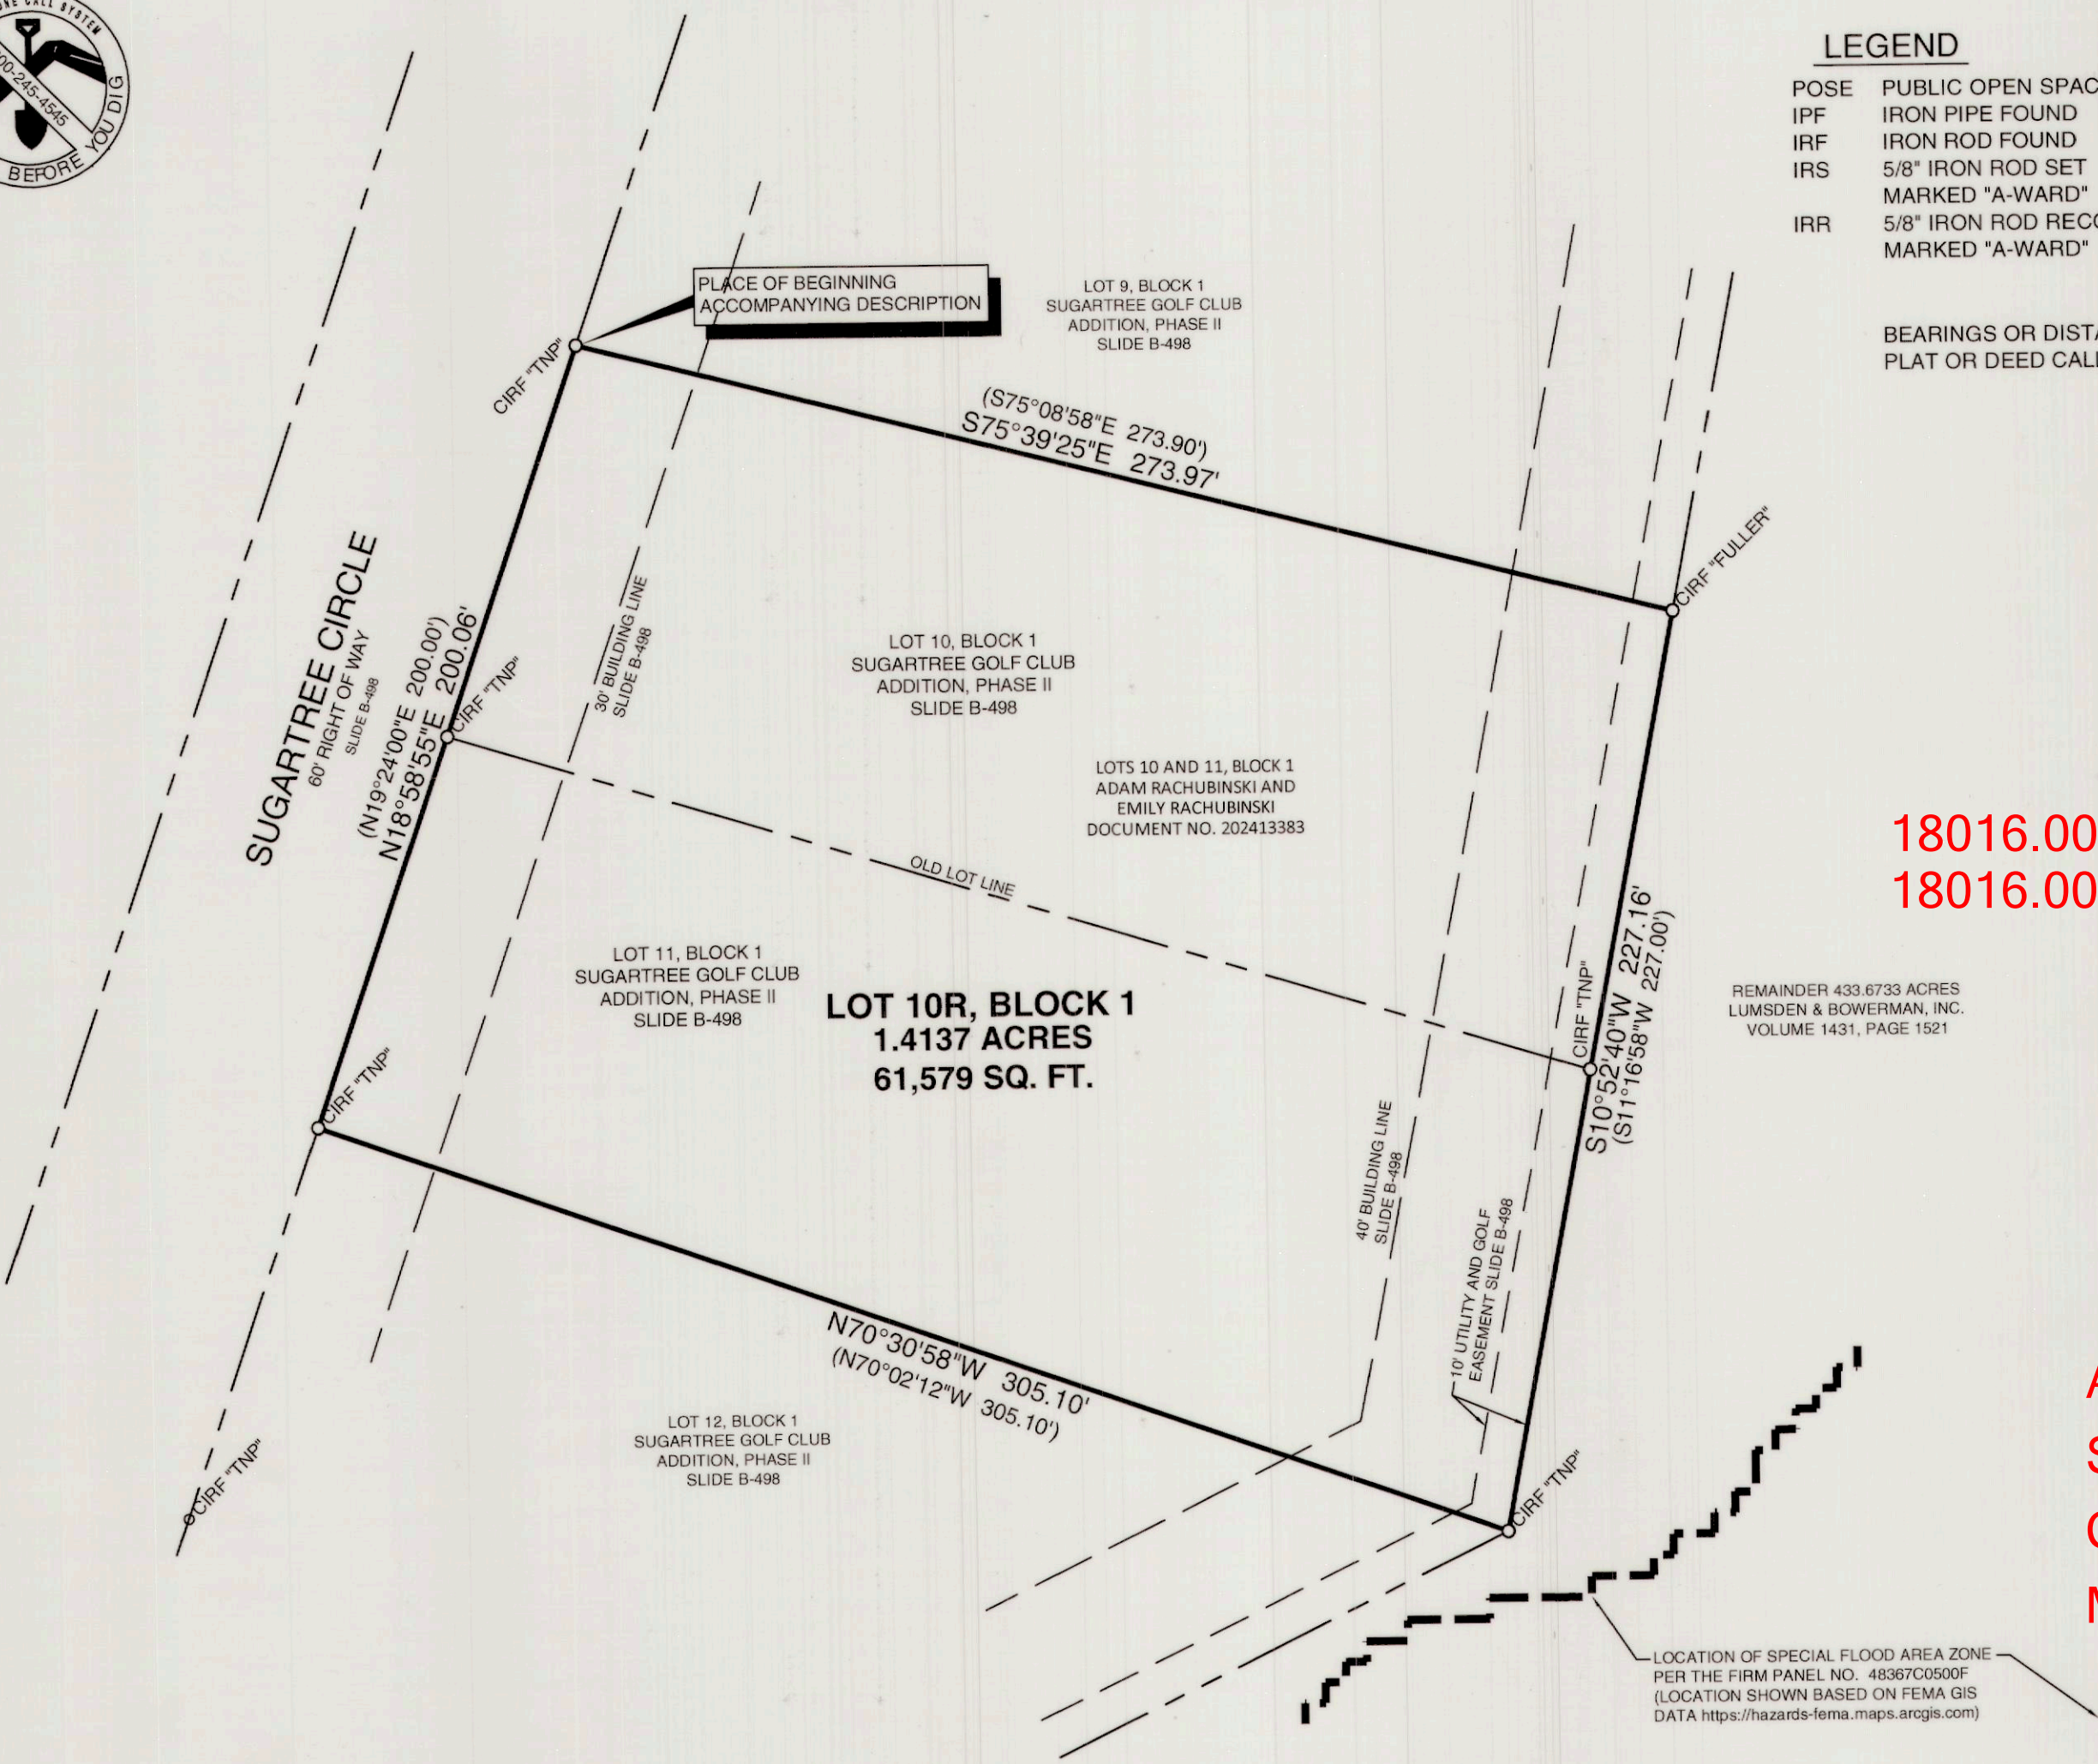 ONE CALL SYSTEM
00-245-4545
BEFORE YOU DIG
LEGEND
POSE PUBLIC OPEN SPAC
IPF IRON PIPE FOUND
IRF IRON ROD FOUND
IRS 5/8" IRON ROD SET
MARKED "A-WARD"
IRR 5/8" IRON ROD RECO
MARKED "A-WARD"
BEARINGS OR DISTA
PLAT OR DEED CALL
PLACE OF BEGINNING
ACCOMPANYING DESCRIPTION
LOT 9, BLOCK 1
SUGARTREE GOLF CLUB
ADDITION, PHASE II
SLIDE B-498
CIRF "TNP"
(S75°08'58"E 273.90')
S75°39'25"E 273.97'
CIRF "FULLER"
SUGARTREE CIRCLE
60' RIGHT OF WAY
SLIDE B-498
(N19°24'00"E 200.00')
N18°58'55"E 200.06'
CIRF "TNP"
30' BUILDING LINE
SLIDE B-498
LOT 10, BLOCK 1
SUGARTREE GOLF CLUB
ADDITION, PHASE II
SLIDE B-498
LOTS 10 AND 11, BLOCK 1
ADAM RACHUBINSKI AND
EMILY RACHUBINSKI
DOCUMENT NO. 202413383
18016.00
18016.00
OLD LOT LINE
LOT 11, BLOCK 1
SUGARTREE GOLF CLUB
ADDITION, PHASE II
SLIDE B-498
LOT 10R, BLOCK 1
1.4137 ACRES
61,579 SQ. FT.
CIRF "TNP"
S10°52'40"W 227.16'
(S11°16'58"W 227.00')
REMAINDER 433.6733 ACRES
LUMSDEN & BOWERMAN, INC.
VOLUME 1431, PAGE 1521
CIRF "TNP"
40' BUILDING LINE
SLIDE B-498
10' UTILITY AND GOLF
EASEMENT SLIDE B-498
N70°30'58"W 305.10'
(N70°02'12"W 305.10')
LOT 12, BLOCK 1
SUGARTREE GOLF CLUB
ADDITION, PHASE II
SLIDE B-498
CIRF "TNP"
CIRF "TNP"
LOCATION OF SPECIAL FLOOD AREA ZONE
PER THE FIRM PANEL NO. 48367C0500F
(LOCATION SHOWN BASED ON FEMA GIS
DATA https://hazards-fema.maps.arcgis.com)